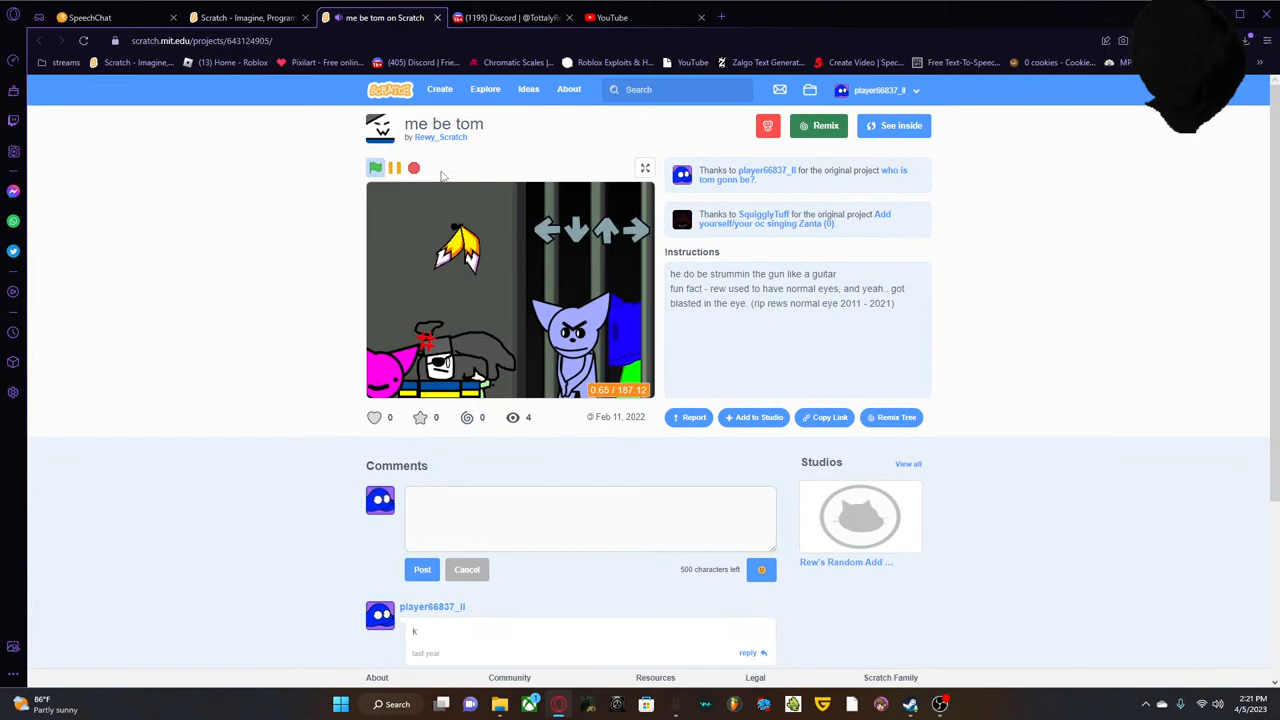 SpeechChat
Scratch - Imagine, Program
me be tom on Scratch
(1195) Discord | @TottalyR
YouTube
scratch.mit.edu/projects/643124905/
streams
Scratch - Imagine,...
(13) Home - Roblox
Pixilart - Free onlin...
(405) Discord | Frie...
Chromatic Scales |...
Roblox Exploits & H...
YouTube
Zalgo Text Generat...
Create Video | Spec...
Free Text-To-Speec...
0 cookies - Cookie...
MP
SCRATCH
Create
Explore
Ideas
About
Search
player66837_II
me be tom
by Rewy_Scratch
Remix
See inside
Thanks to player66837_II for the original project who is
tom gonn be?.
Thanks to SquigglyTuff for the original project Add
yourself/your oc singing Zanta (0).
Instructions
he do be strummin the gun like a guitar
fun fact - rew used to have normal eyes, and yeah.. got
blasted in the eye. (rip rews normal eye 2011 - 2021)
0:65 / 187.12
0
0
0
4
© Feb 11, 2022
Report
Add to Studio
Copy Link
Remix Tree
Comments
Studios
View all
Rew's Random Add ...
Post
Cancel
500 characters left
player66837_II
k
last year
reply
About
Community
Resources
Legal
Scratch Family
86°F
Partly sunny
Search
1
2:21 PM
4/5/2023